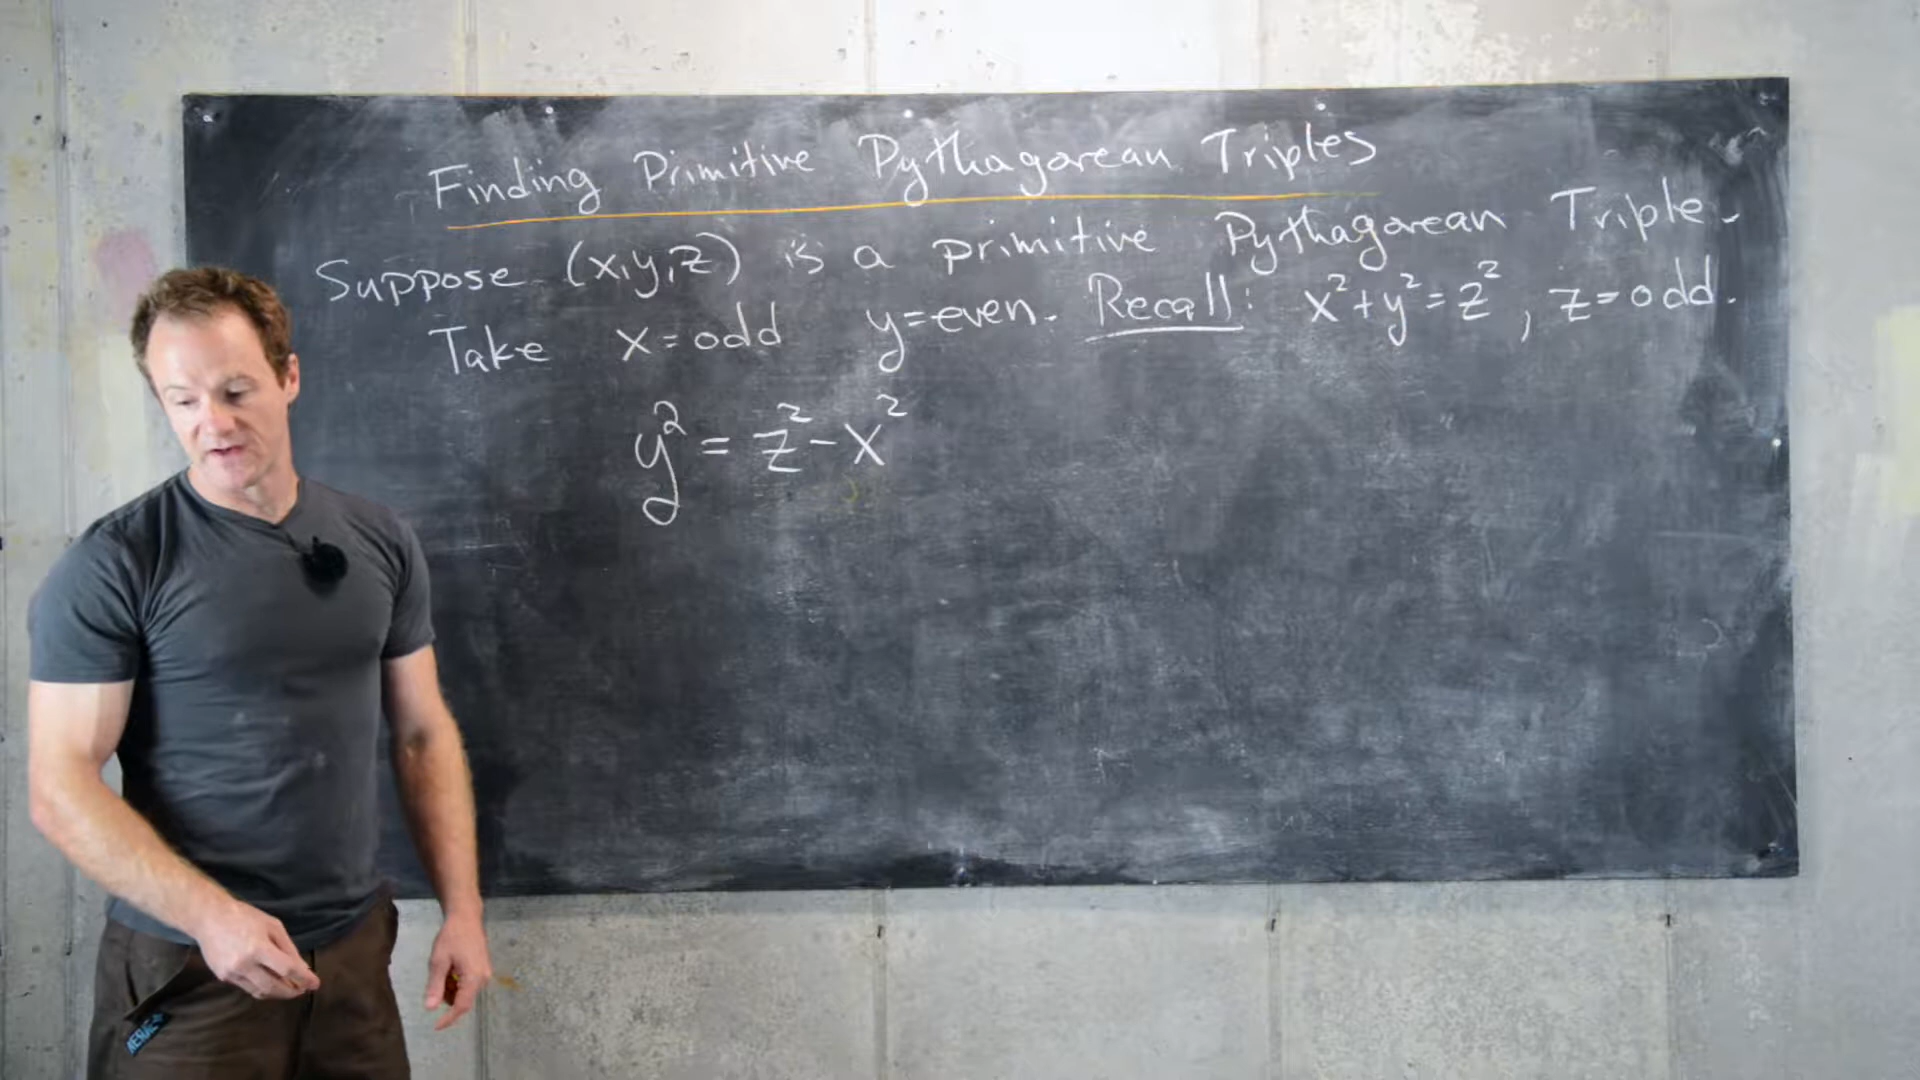 Finding Primitive Pythagorean Triples
Suppose (x,y,z) is a primitive Pythagorean Triple.
Take x=odd y=even. Recall: x²+y²=z², z=odd.
y²=z²-x²